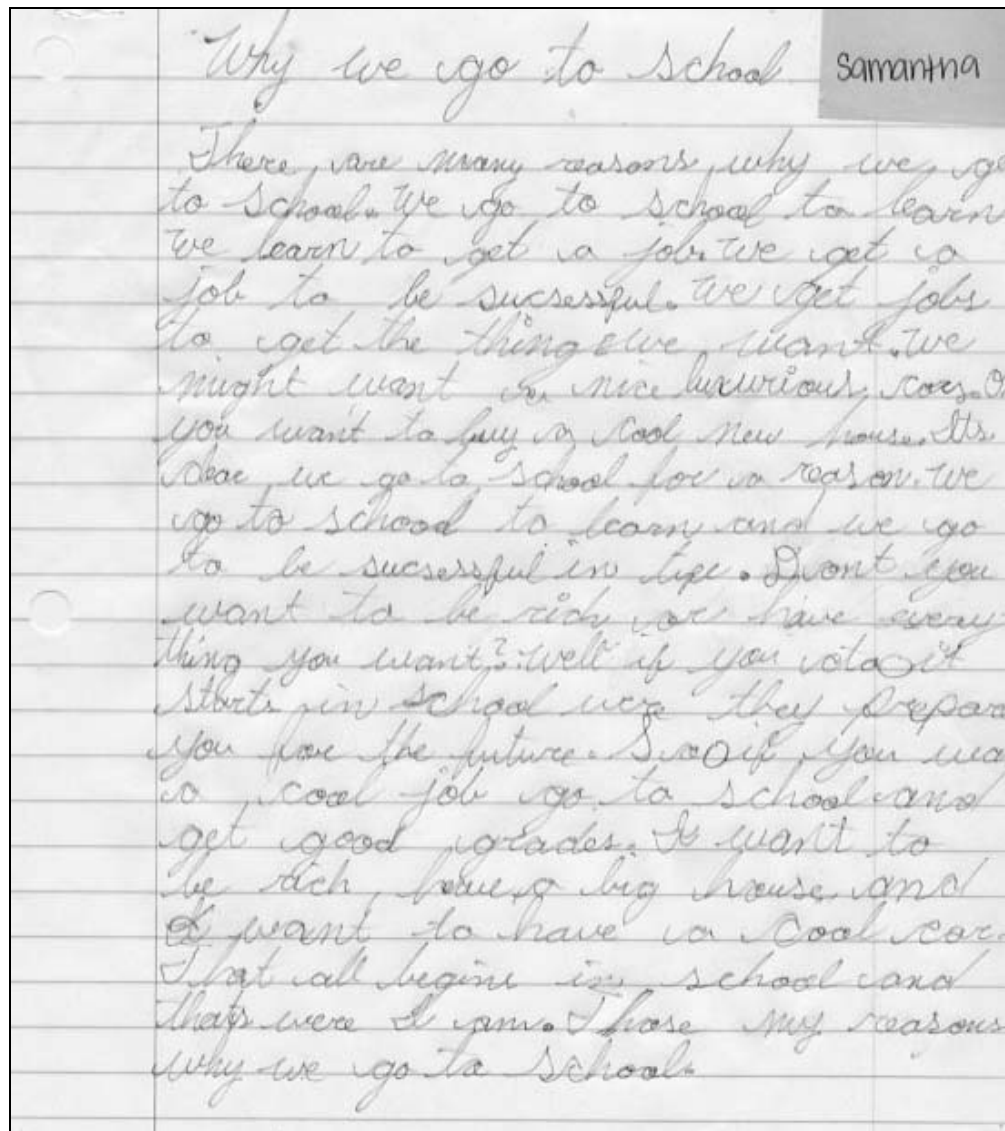 Why we go to school
Samantha
There are many reasons why we go
to school. We go to school to learn
we learn to get a job. We get a
job to be sucsessful. We get jobs
to get the things we want. We
might want a nice luxurious car. O
you want to buy a cool new house. Its
clear we go to school for a reason. We
go to school to learn and we go
to be sucsessful in life. Dont you
want to be rich or have every
thing you want? Well if you do it
starts in school were they prepar
you for the future. So if you wa
a cool job go to school and
get good grades. I want to
be rich, have a big house and
I want to have a cool car.
That all begins in school and
that's were I am. Those my reasons
why we go to school.